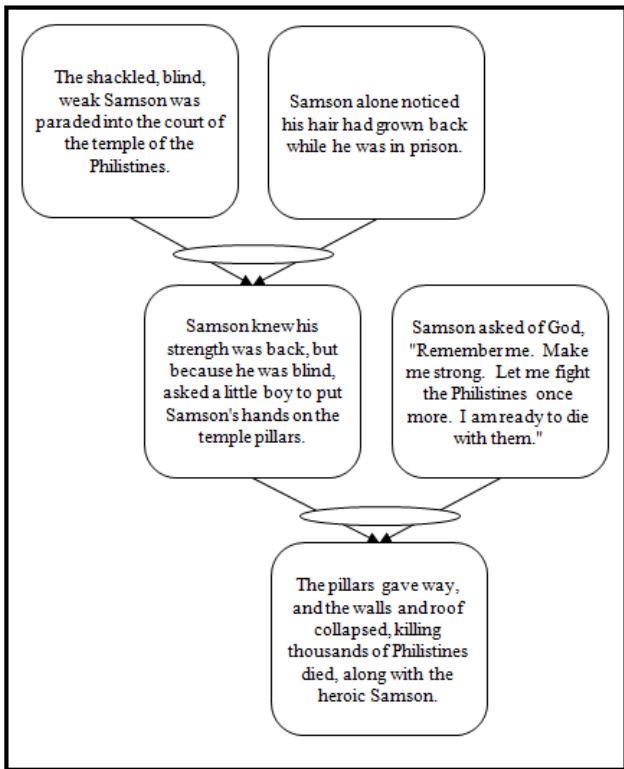 The shackled, blind,
weak Samson was
paraded into the court of
the temple of the
Philistines.
Samson alone noticed
his hair had grown back
while he was in prison.
Samson knew his
strength was back, but
because he was blind,
asked a little boy to put
Samson's hands on the
temple pillars.
Samson asked of God,
"Remember me.  Make
me strong.  Let me fight
the Philistines  once
more.  I am ready to die
with them."
The pillars  gave way,
and the walls and roof
collapsed, killing
thousands of Philistines
died, along with the
heroic Samson.